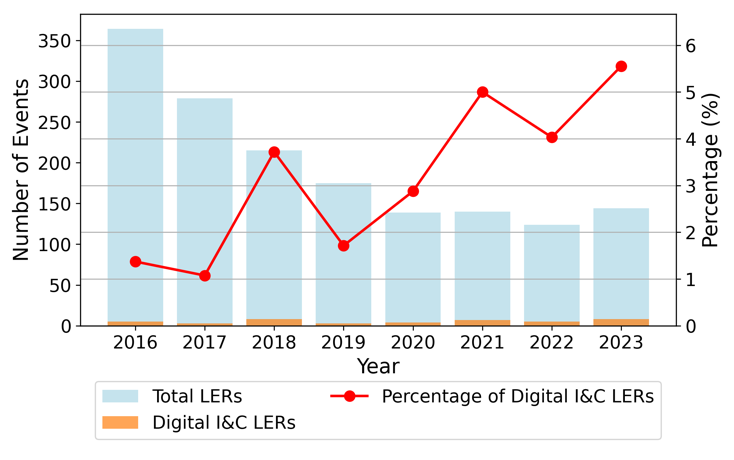 350
300
250
200
150
100
50
0
Number of Events
6
5
4
3
2
1
0
Percentage (%)
2016 2017 2018 2019 2020 2021 2022 2023
Year
Total LERs
Digital I&C LERs
Percentage of Digital I&C LERs